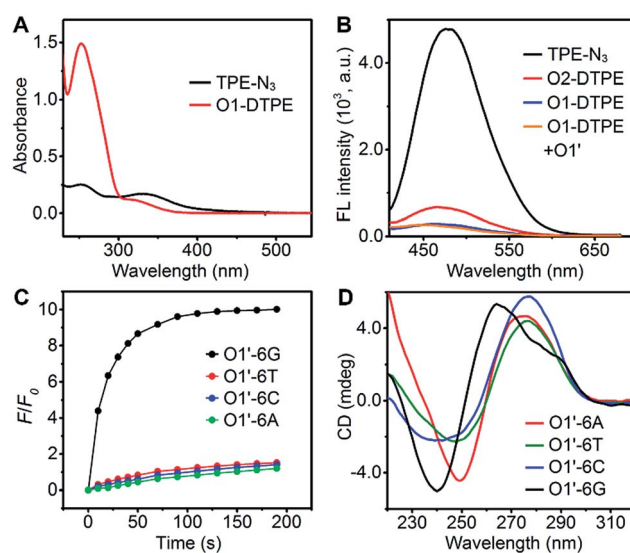 A
Absorbance
1.5
1.0
0.5
0.0
300 400 500
Wavelength (nm)
TPE-N₃
O1-DTPE
B
FL intensity (10³, a.u.)
4.0
2.0
0.0
450 550 650
Wavelength (nm)
TPE-N₃
O2-DTPE
O1-DTPE
O1-DTPE
+O1'
C
F/F₀
10
8
6
4
2
0
0 50 100 150 200
Time (s)
O1'-6G
O1'-6T
O1'-6C
O1'-6A
D
CD (mdeg)
4.0
0.0
-4.0
220 250 280 310
Wavelength (nm)
O1'-6A
O1'-6T
O1'-6C
O1'-6G